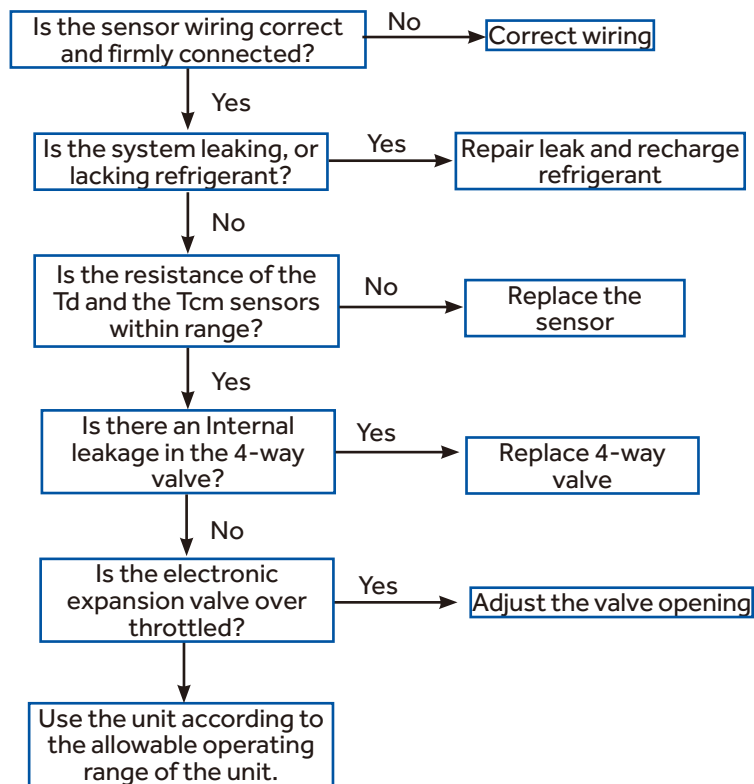 Is the sensor wiring correct
and firmly connected?
No
Correct wiring
Yes
Is the system leaking, or
lacking refrigerant?
Yes
Repair leak and recharge
refrigerant
No
Is the resistance of the
Td and the Tcm sensors
within range?
No
Replace the
sensor
Yes
Is there an Internal
leakage in the 4-way
valve?
Yes
Replace 4-way
valve
No
Is the electronic
expansion valve over
throttled?
Yes
Adjust the valve opening
Use the unit according to
the allowable operating
range of the unit.